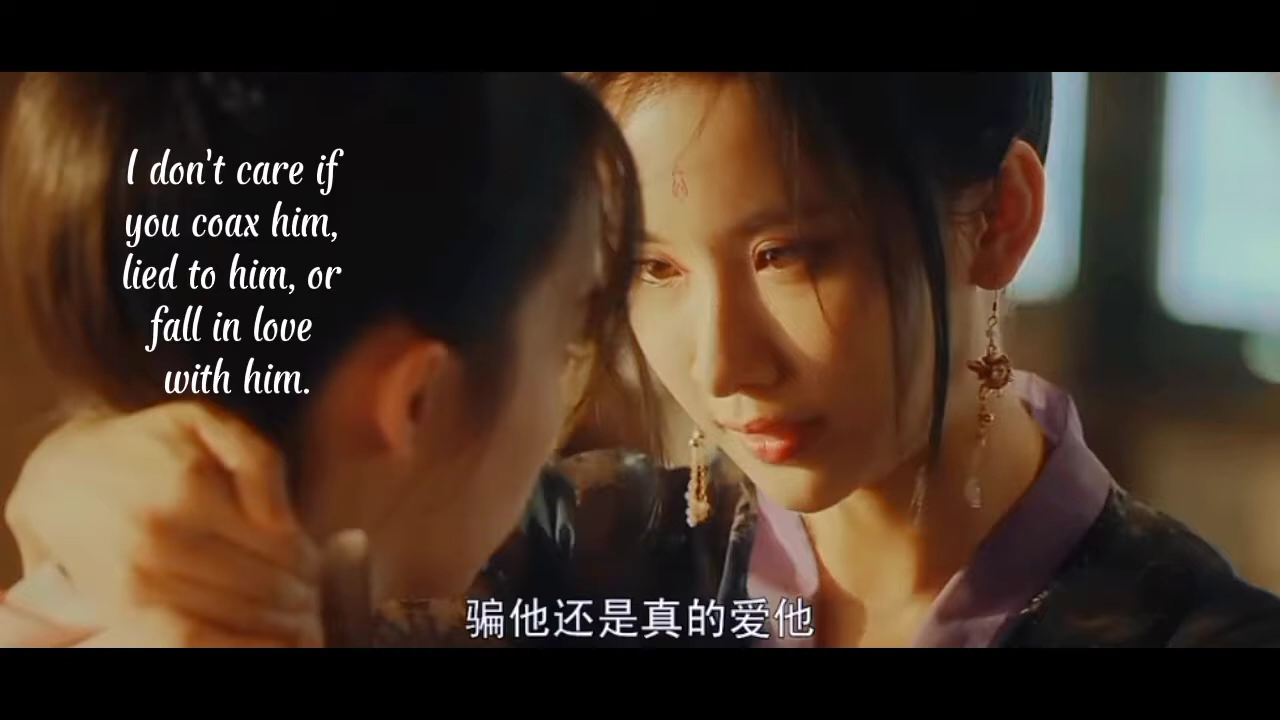 I don't care if
you coax him,
lied to him, or
fall in love
with him.
骗他还是真的爱他